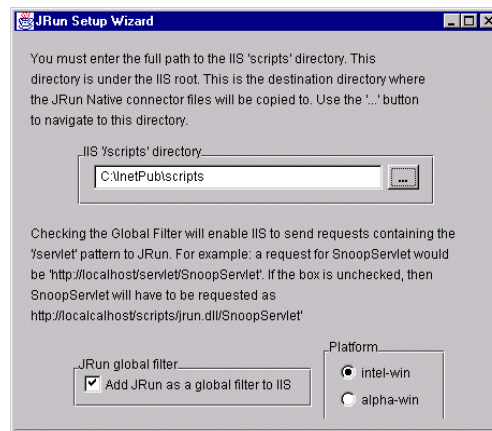 JRun Setup Wizard
You must enter the full path to the IIS 'scripts' directory. This
directory is under the IIS root. This is the destination directory where
the JRun Native connector files will be copied to. Use the '...' button
to navigate to this directory.
IIS '/scripts' directory
C:\InetPub\scripts
...
Checking the Global Filter will enable IIS to send requests containing the
'/servlet' pattern to JRun. For example: a request for SnoopServlet would
be 'http://localhost/servlet/SnoopServlet'. If the box is unchecked, then
SnoopServlet will have to be requested as
http://localcalhost/scripts/jrun.dll/SnoopServlet'
JRun global filter
Add JRun as a global filter to IIS
Platform
intel-win
alpha-win